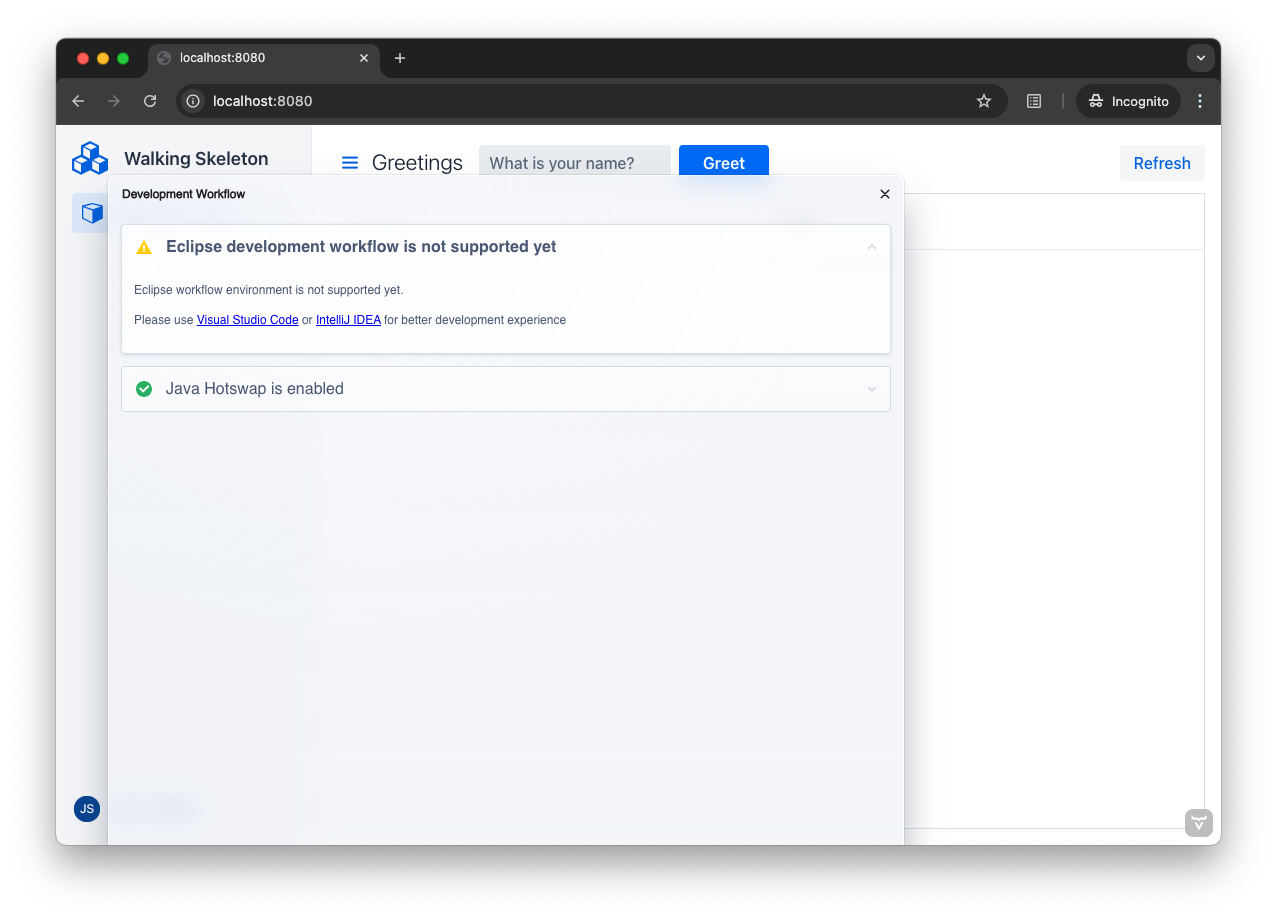 localhost:8080
localhost:8080
Incognito
Walking Skeleton
Greetings
What is your name?
Greet
Refresh
Development Workflow
Eclipse development workflow is not supported yet
Eclipse workflow environment is not supported yet.
Please use Visual Studio Code or IntelliJ IDEA for better development experience
Java Hotswap is enabled
JS